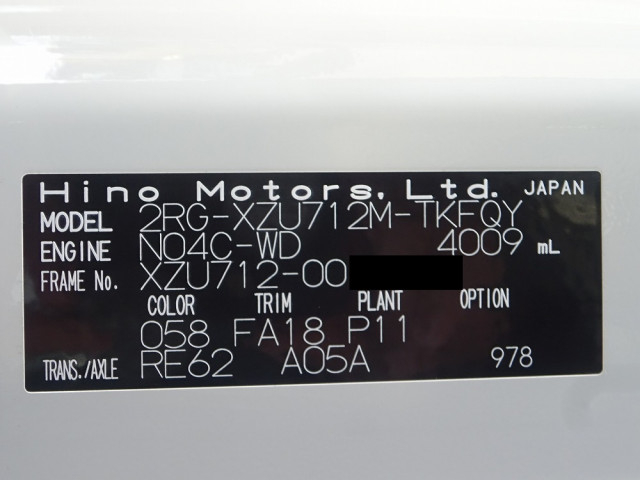 Hino Motors, Ltd. JAPAN
MODEL 2RG-XZU712M-TKFQY
ENGINE N04C-WD 4009 mL
FRAME No. XZU712-00
COLOR TRIM PLANT OPTION
058 FA18 P11
TRANS./AXLE RE62 A05A 978